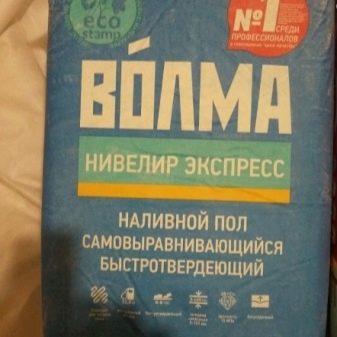 eco
stamp
№1
СРЕДИ
ПРОФЕССИОНАЛОВ
ВОЛМА
НИВЕЛИР ЭКСПРЕСС
НАЛИВНОЙ ПОЛ
САМОВЫРАВНИВАЮЩИЙСЯ
БЫСТРОТВЕРДЕЮЩИЙ